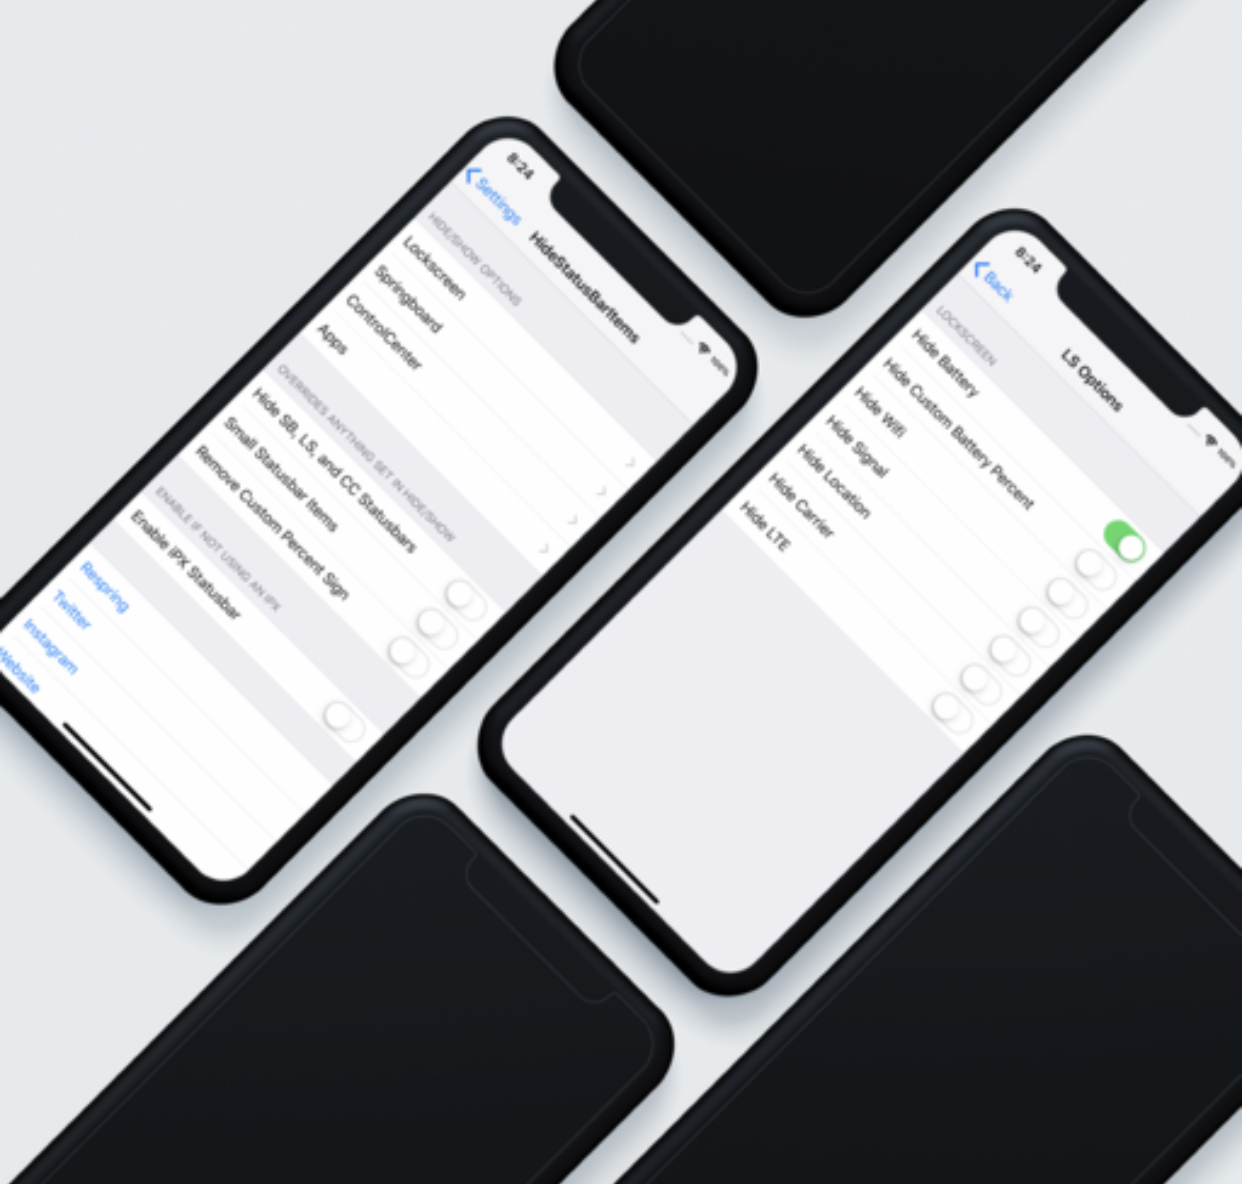 8:24
Settings
HideStatusBarItems
100%
HIDE/SHOW OPTIONS
Lockscreen
Springboard
ControlCenter
Apps
OVERRIDES ANYTHING SET IN HIDE/SHOW
Hide SB, LS, and CC Statusbars
Small Statusbar Items
Remove Custom Percent Sign
ENABLE IF NOT USING AN IPX
Enable iPX Statusbar
Respring
Twitter
Instagram
Website
8:24
Back
LS Options
100%
LOCKSCREEN
Hide Battery
Hide Custom Battery Percent
Hide Wifi
Hide Signal
Hide Location
Hide Carrier
Hide LTE